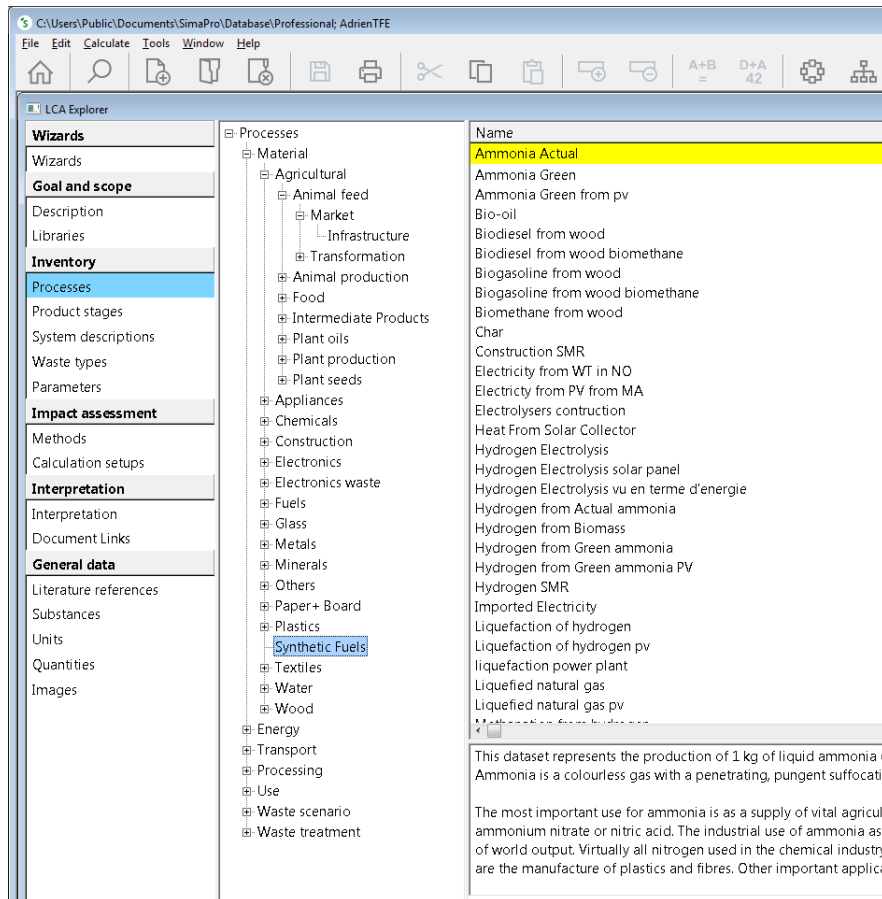 C:\Users\Public\Documents\SimaPro\Database\Professional; AdrienTFE
File Edit Calculate Tools Window Help
A+B
=
D+A
42
LCA Explorer
Wizards
Wizards
Goal and scope
Description
Libraries
Inventory
Processes
Product stages
System descriptions
Waste types
Parameters
Impact assessment
Methods
Calculation setups
Interpretation
Interpretation
Document Links
General data
Literature references
Substances
Units
Quantities
Images
Processes
Material
Agricultural
Animal feed
Market
Infrastructure
Transformation
Animal production
Food
Intermediate Products
Plant oils
Plant production
Plant seeds
Appliances
Chemicals
Construction
Electronics
Electronics waste
Fuels
Glass
Metals
Minerals
Others
Paper+ Board
Plastics
Synthetic Fuels
Textiles
Water
Wood
Energy
Transport
Processing
Use
Waste scenario
Waste treatment
Name
Ammonia Actual
Ammonia Green
Ammonia Green from pv
Bio-oil
Biodiesel from wood
Biodiesel from wood biomethane
Biogasoline from wood
Biogasoline from wood biomethane
Biomethane from wood
Char
Construction SMR
Electricity from WT in NO
Electricty from PV from MA
Electrolysers contruction
Heat From Solar Collector
Hydrogen Electrolysis
Hydrogen Electrolysis solar panel
Hydrogen Electrolysis vu en terme d'energie
Hydrogen from Actual ammonia
Hydrogen from Biomass
Hydrogen from Green ammonia
Hydrogen from Green ammonia PV
Hydrogen SMR
Imported Electricity
Liquefaction of hydrogen
Liquefaction of hydrogen pv
liquefaction power plant
Liquefied natural gas
Liquefied natural gas pv
Methanation from hydrogen
This dataset represents the production of 1 kg of liquid ammonia
Ammonia is a colourless gas with a penetrating, pungent suffocati
The most important use for ammonia is as a supply of vital agricul
ammonium nitrate or nitric acid. The industrial use of ammonia as
of world output. Virtually all nitrogen used in the chemical industry
are the manufacture of plastics and fibres. Other important applica